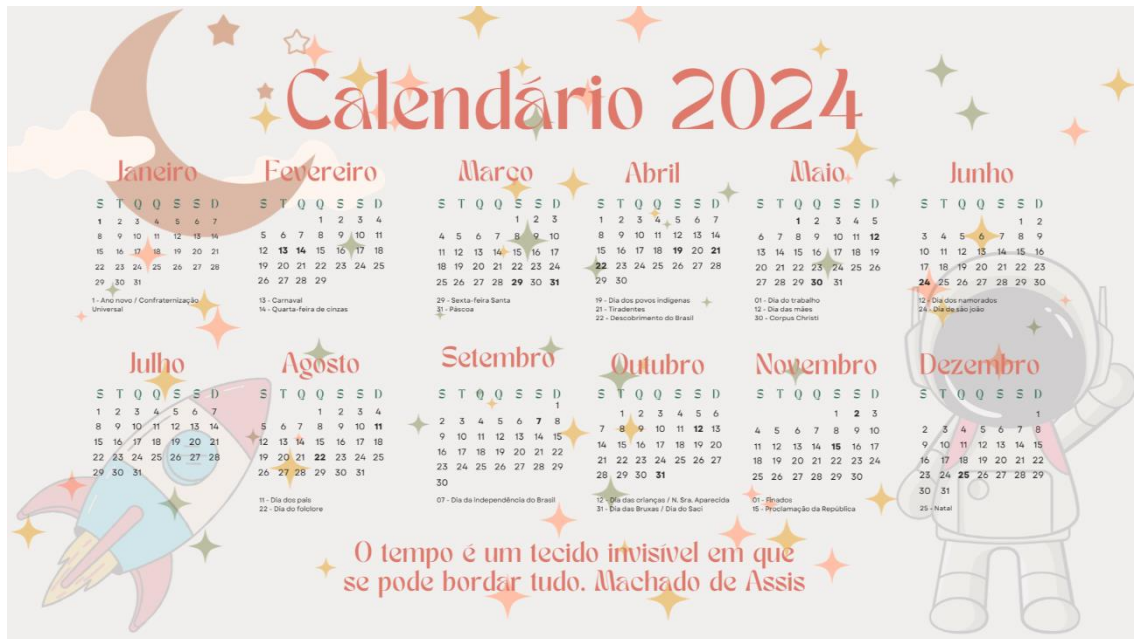 Calendário 2024
Janeiro
S T Q Q S S D
1 2 3 4 5 6 7
8 9 10 11 12 13 14
15 16 17 18 19 20 21
22 23 24 25 26 27 28
29 30 31
1 - Ano novo / Confraternização
Universal
Fevereiro
S T Q Q S S D
1 2 3 4
5 6 7 8 9 10 11
12 13 14 15 16 17 18
19 20 21 22 23 24 25
26 27 28 29
13 - Carnaval
14 - Quarta-feira de cinzas
Março
S T Q Q S S D
1 2 3
4 5 6 7 8 9 10
11 12 13 14 15 16 17
18 19 20 21 22 23 24
25 26 27 28 29 30 31
29 - Sexta-feira Santa
31 - Páscoa
Abril
S T Q Q S S D
1 2 3 4 5 6 7
8 9 10 11 12 13 14
15 16 17 18 19 20 21
22 23 24 25 26 27 28
29 30
19 - Dia dos povos indígenas
21 - Tiradentes
22 - Descobrimento do Brasil
Maio
S T Q Q S S D
1 2 3 4 5
6 7 8 9 10 11 12
13 14 15 16 17 18 19
20 21 22 23 24 25 26
27 28 29 30 31
01 - Dia do trabalho
12 - Dia das mães
30 - Corpus Christi
Junho
S T Q Q S S D
1 2
3 4 5 6 7 8 9
10 11 12 13 14 15 16
17 18 19 20 21 22 23
24 25 26 27 28 29 30
12 - Dia dos namorados
24 - Dia de são joão
Julho
S T Q Q S S D
1 2 3 4 5 6 7
8 9 10 11 12 13 14
15 16 17 18 19 20 21
22 23 24 25 26 27 28
29 30 31
Agosto
S T Q Q S S D
1 2 3 4
5 6 7 8 9 10 11
12 13 14 15 16 17 18
19 20 21 22 23 24 25
26 27 28 29 30 31
11 - Dia dos pais
22 - Dia do folclore
Setembro
S T Q Q S S D
1
2 3 4 5 6 7 8
9 10 11 12 13 14 15
16 17 18 19 20 21 22
23 24 25 26 27 28 29
30
07 - Dia da independência do Brasil
Outubro
S T Q Q S S D
1 2 3 4 5 6
7 8 9 10 11 12 13
14 15 16 17 18 19 20
21 22 23 24 25 26 27
28 29 30 31
12 - Dia das crianças / N. Sra. Aparecida
31 - Dia das Bruxas / Dia do Saci
Novembro
S T Q Q S S D
1 2 3
4 5 6 7 8 9 10
11 12 13 14 15 16 17
18 19 20 21 22 23 24
25 26 27 28 29 30
01 - Finados
15 - Proclamação da República
Dezembro
S T Q Q S S D
1
2 3 4 5 6 7 8
9 10 11 12 13 14 15
16 17 18 19 20 21 22
23 24 25 26 27 28 29
30 31
25 - Natal
O tempo é um tecido invisível em que
se pode bordar tudo. Machado de Assis